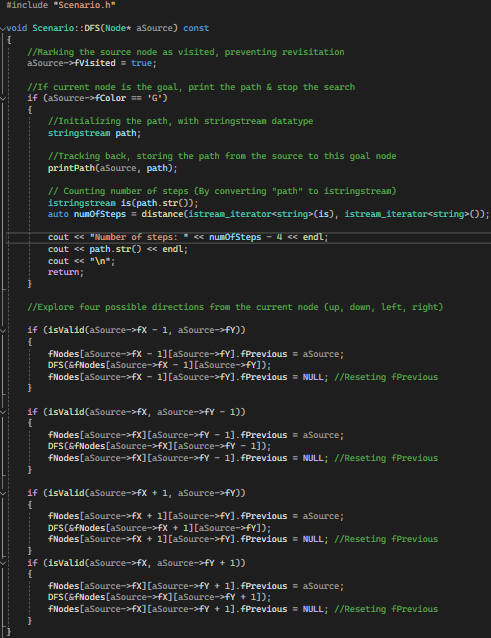 #include "Scenario.h"
void Scenario::DFS(Node* aSource) const
{
//Marking the source node as visited, preventing revisitation
aSource->fVisited = true;
//If current node is the goal, print the path & stop the search
if (aSource->fColor == 'G')
{
//Initializing the path, with stringstream datatype
stringstream path;
//Tracking back, storing the path from the source to this goal node
printPath(aSource, path);
// Counting number of steps (By converting "path" to istringstream)
istringstream is(path.str());
auto numOfSteps = distance(istream_iterator<string>(is), istream_iterator<string>());
cout << "Number of steps: " << numOfSteps - 4 << endl;
cout << path.str() << endl;
cout << "\n";
return;
}
//Explore four possible directions from the current node (up, down, left, right)
if (isValid(aSource->fX - 1, aSource->fY))
{
fNodes[aSource->fX - 1][aSource->fY].fPrevious = aSource;
DFS(&fNodes[aSource->fX - 1][aSource->fY]);
fNodes[aSource->fX - 1][aSource->fY].fPrevious = NULL; //Reseting fPrevious
}
if (isValid(aSource->fX, aSource->fY - 1))
{
fNodes[aSource->fX][aSource->fY - 1].fPrevious = aSource;
DFS(&fNodes[aSource->fX][aSource->fY - 1]);
fNodes[aSource->fX][aSource->fY - 1].fPrevious = NULL; //Reseting fPrevious
}
if (isValid(aSource->fX + 1, aSource->fY))
{
fNodes[aSource->fX + 1][aSource->fY].fPrevious = aSource;
DFS(&fNodes[aSource->fX + 1][aSource->fY]);
fNodes[aSource->fX + 1][aSource->fY].fPrevious = NULL; //Reseting fPrevious
}
if (isValid(aSource->fX, aSource->fY + 1))
{
fNodes[aSource->fX][aSource->fY + 1].fPrevious = aSource;
DFS(&fNodes[aSource->fX][aSource->fY + 1]);
fNodes[aSource->fX][aSource->fY + 1].fPrevious = NULL; //Reseting fPrevious
}
}